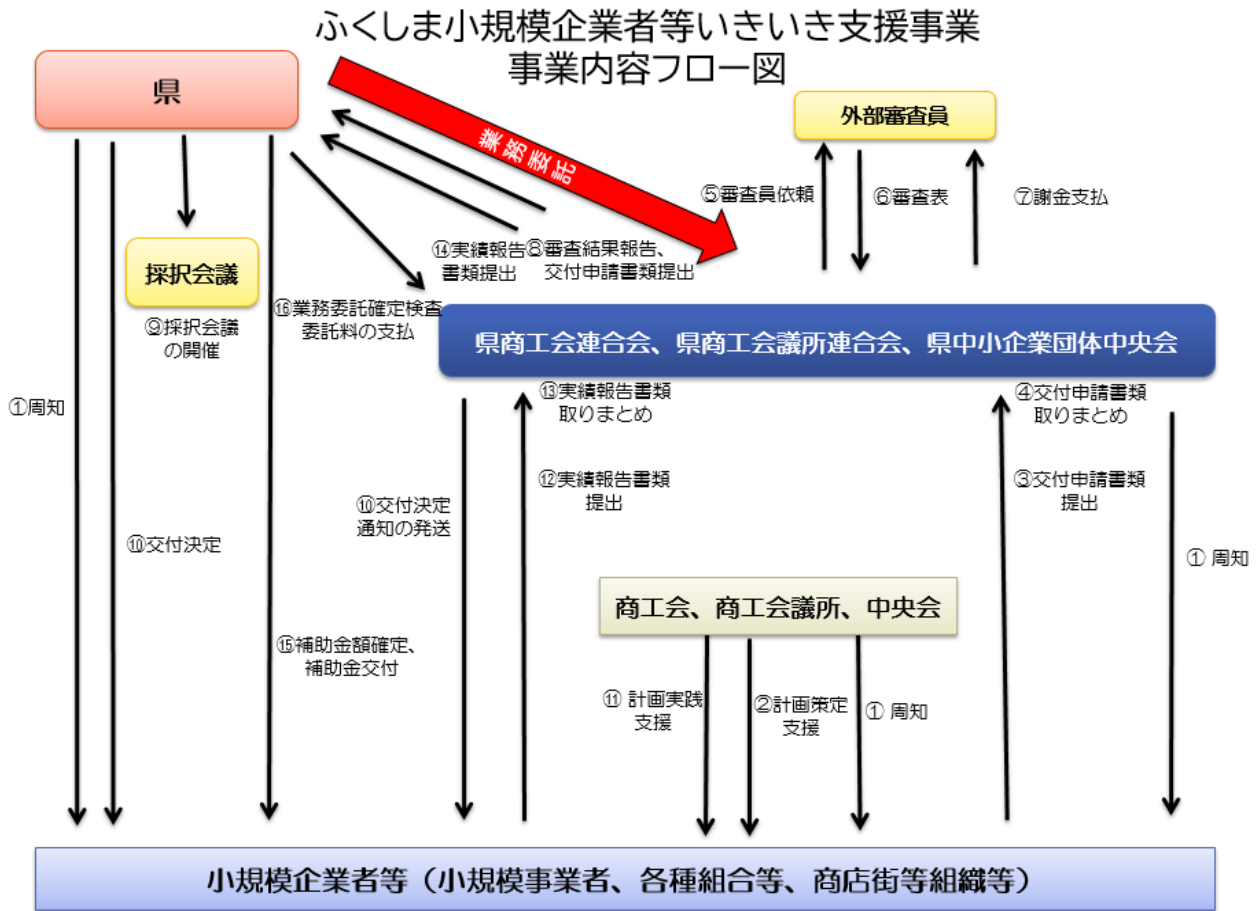 ふくしま小規模企業者等いきいき支援事業
事業内容フロー図
県
外部審査員
業務委託
⑤審査員依頼
⑥審査表
⑦謝金支払
⑭実績報告
書類提出
⑧審査結果報告、
交付申請書類提出
採択会議
⑨採択会議
の開催
⑯業務委託確定検査
委託料の支払
県商工会連合会、県商工会議所連合会、県中小企業団体中央会
①周知
⑬実績報告書類
取りまとめ
④交付申請書類
取りまとめ
⑫実績報告書類
提出
③交付申請書類
提出
⑩交付決定
通知の発送
⑩交付決定
① 周知
商工会、商工会議所、中央会
⑮補助金額確定、
補助金交付
⑪ 計画実践
支援
②計画策定
支援
① 周知
小規模企業者等（小規模事業者、各種組合等、商店街等組織等）